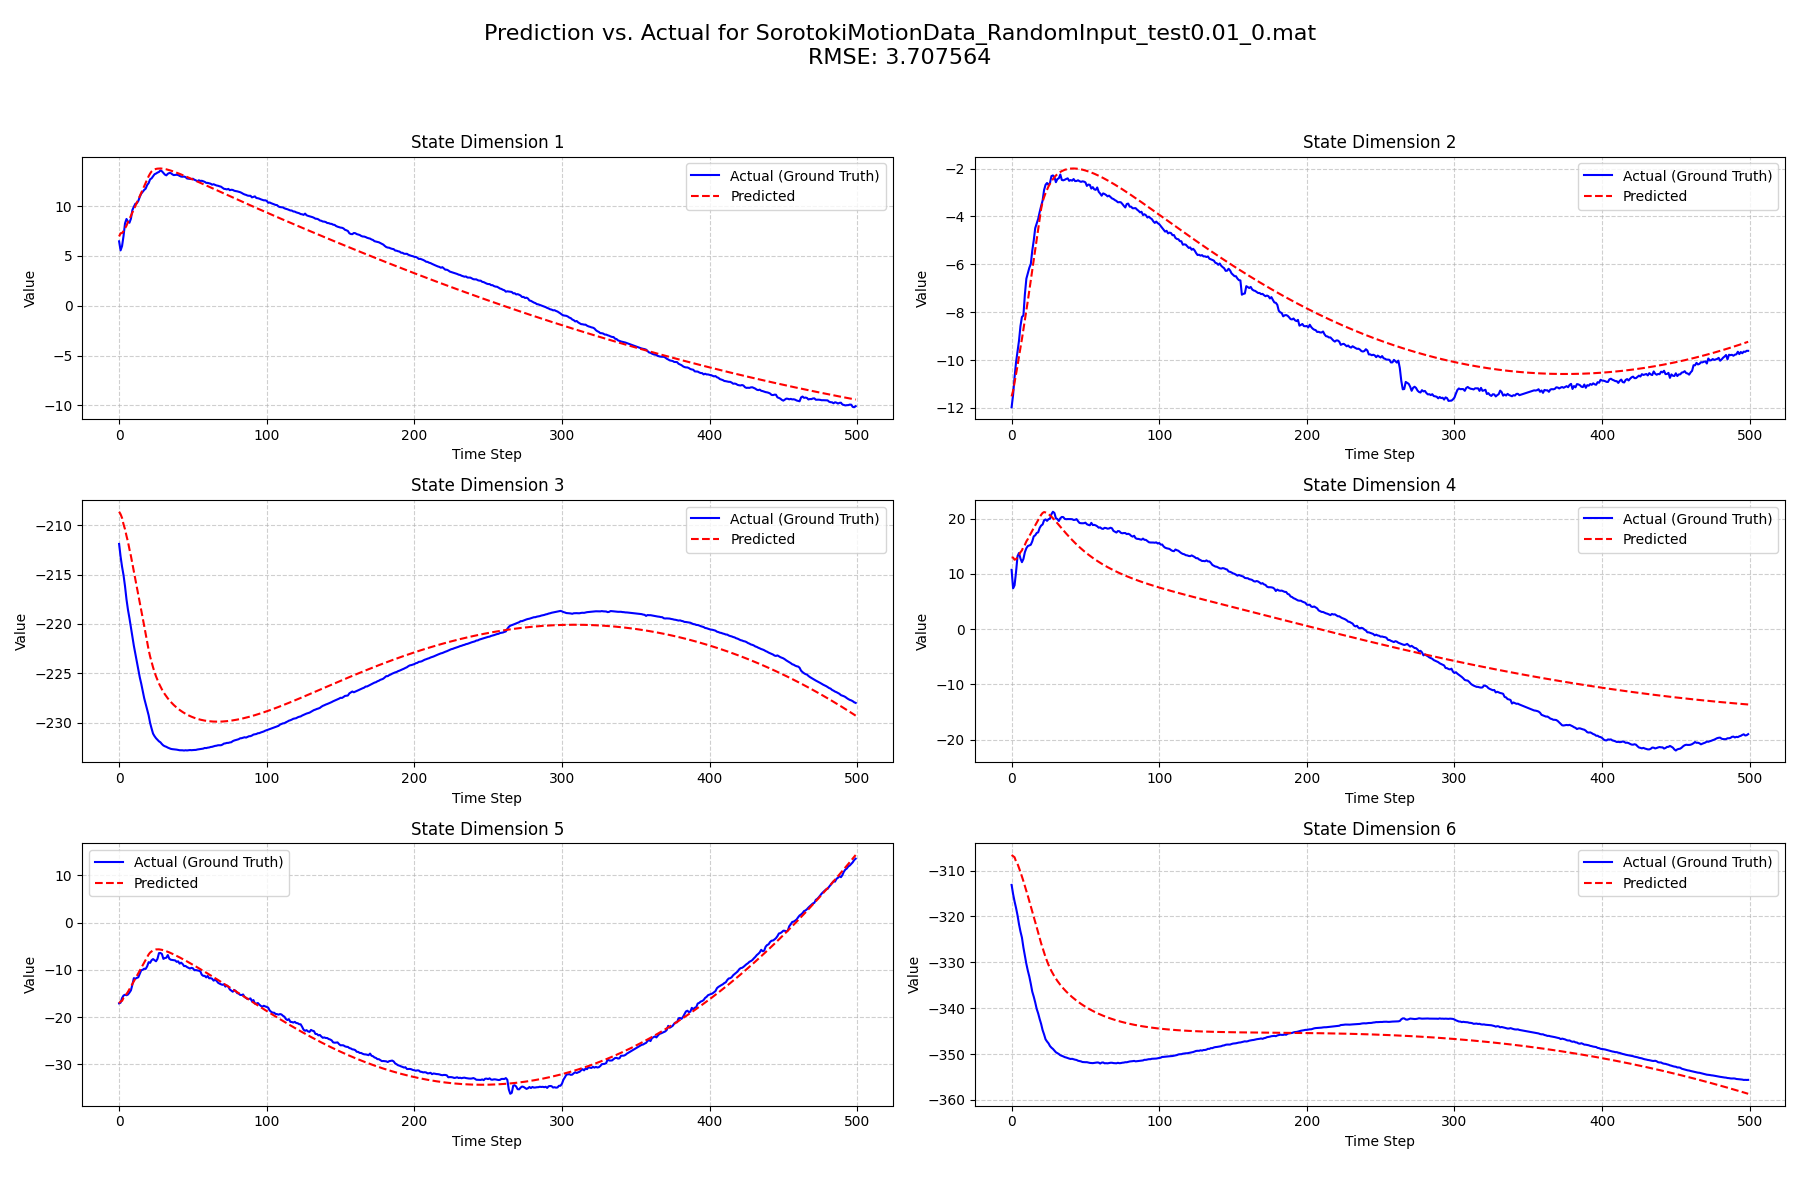 Prediction vs. Actual for SorotokiMotionData_RandomInput_test0.01_0.mat
RMSE: 3.707564
State Dimension 1
Value
10
5
0
−5
−10
Actual (Ground Truth)
Predicted
0 100 200 300 400 500
Time Step
State Dimension 2
Value
−2
−4
−6
−8
−10
−12
Actual (Ground Truth)
Predicted
0 100 200 300 400 500
Time Step
State Dimension 3
Value
−210
−215
−220
−225
−230
Actual (Ground Truth)
Predicted
0 100 200 300 400 500
Time Step
State Dimension 4
Value
20
10
0
−10
−20
Actual (Ground Truth)
Predicted
0 100 200 300 400 500
Time Step
State Dimension 5
Value
10
0
−10
−20
−30
Actual (Ground Truth)
Predicted
0 100 200 300 400 500
Time Step
State Dimension 6
Value
−310
−320
−330
−340
−350
−360
Actual (Ground Truth)
Predicted
0 100 200 300 400 500
Time Step